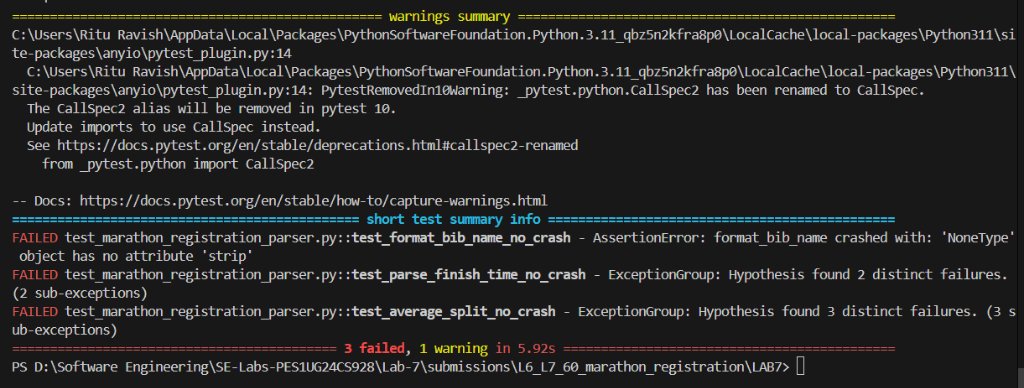 ================================================= warnings summary =================================================
C:\Users\Ritu Ravish\AppData\Local\Packages\PythonSoftwareFoundation.Python.3.11_qbz5n2kfra8p0\LocalCache\local-packages\Python311\si
te-packages\anyio\pytest_plugin.py:14
  C:\Users\Ritu Ravish\AppData\Local\Packages\PythonSoftwareFoundation.Python.3.11_qbz5n2kfra8p0\LocalCache\local-packages\Python311\
site-packages\anyio\pytest_plugin.py:14: PytestRemovedIn10Warning: _pytest.python.CallSpec2 has been renamed to CallSpec.
  The CallSpec2 alias will be removed in pytest 10.
  Update imports to use CallSpec instead.
  See https://docs.pytest.org/en/stable/deprecations.html#callspec2-renamed
    from _pytest.python import CallSpec2

-- Docs: https://docs.pytest.org/en/stable/how-to/capture-warnings.html
============================================== short test summary info ==============================================
FAILED test_marathon_registration_parser.py::test_format_bib_name_no_crash - AssertionError: format_bib_name crashed with: 'NoneType'
 object has no attribute 'strip'
FAILED test_marathon_registration_parser.py::test_parse_finish_time_no_crash - ExceptionGroup: Hypothesis found 2 distinct failures.
(2 sub-exceptions)
FAILED test_marathon_registration_parser.py::test_average_split_no_crash - ExceptionGroup: Hypothesis found 3 distinct failures. (3 s
ub-exceptions)
=========================================== 3 failed, 1 warning in 5.92s ============================================
PS D:\Software Engineering\SE-Labs-PES1UG24CS928\Lab-7\submissions\L6_L7_60_marathon_registration\LAB7>